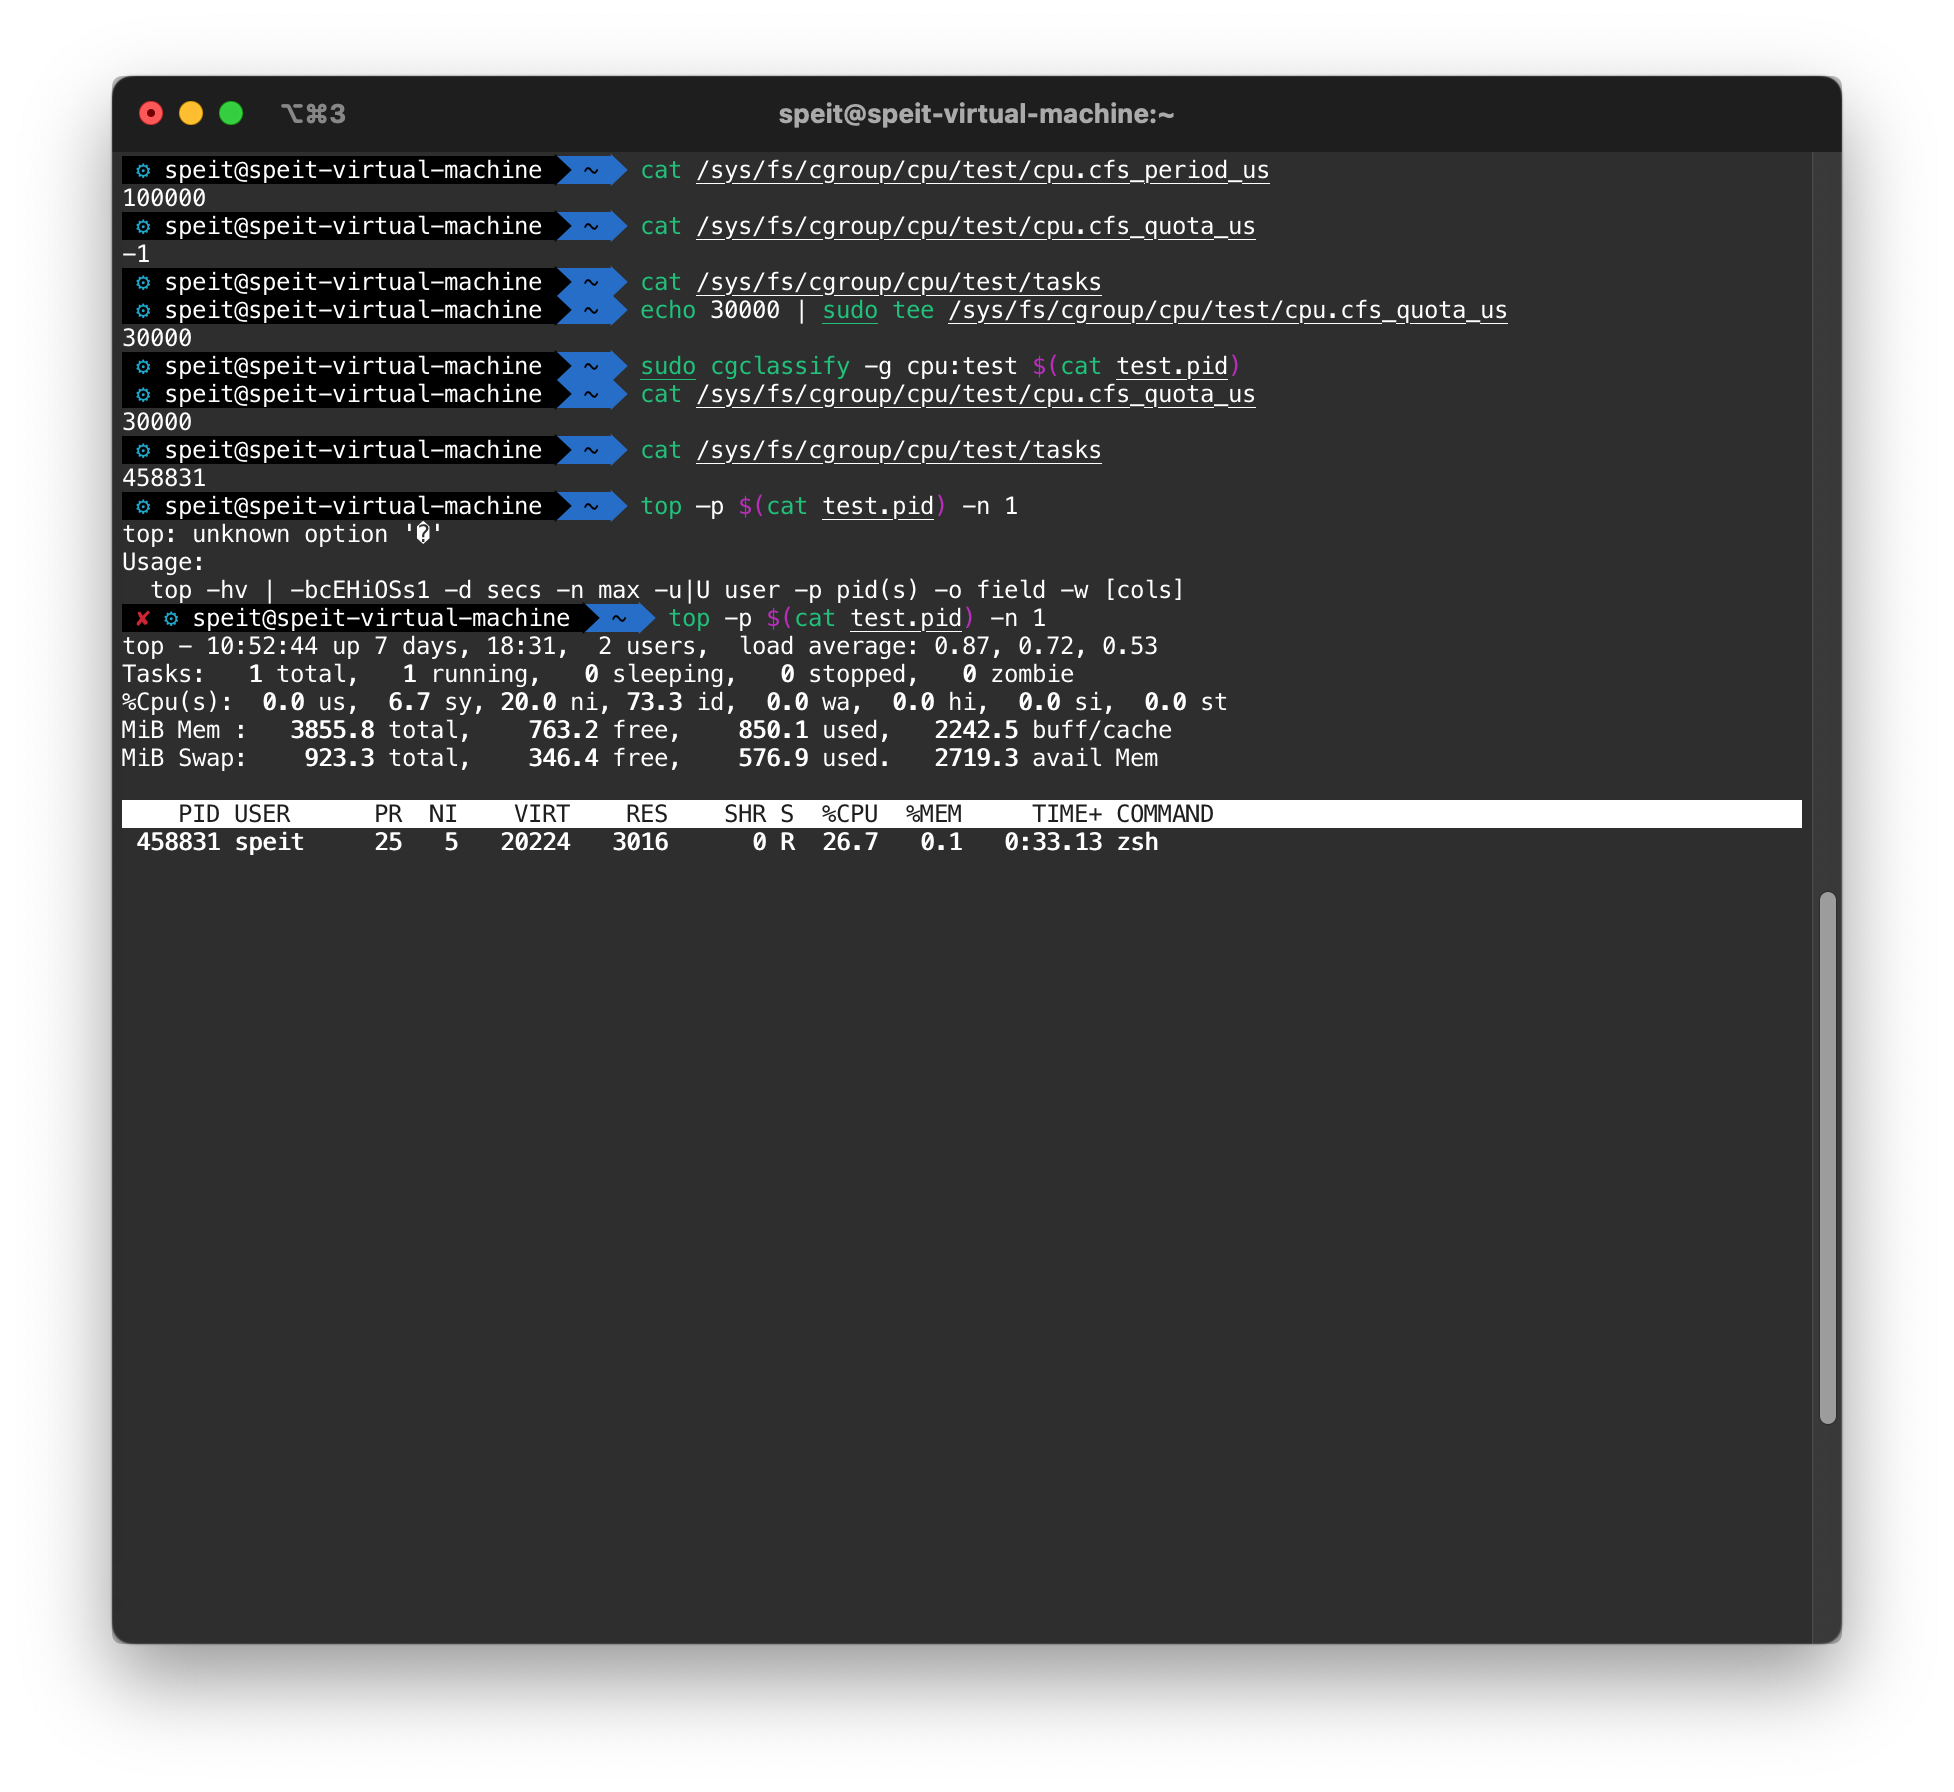 ⌥⌘3 speit@speit-virtual-machine:~
⚙ speit@speit-virtual-machine ~ cat /sys/fs/cgroup/cpu/test/cpu.cfs_period_us
100000
⚙ speit@speit-virtual-machine ~ cat /sys/fs/cgroup/cpu/test/cpu.cfs_quota_us
-1
⚙ speit@speit-virtual-machine ~ cat /sys/fs/cgroup/cpu/test/tasks
⚙ speit@speit-virtual-machine ~ echo 30000 | sudo tee /sys/fs/cgroup/cpu/test/cpu.cfs_quota_us
30000
⚙ speit@speit-virtual-machine ~ sudo cgclassify -g cpu:test $(cat test.pid)
⚙ speit@speit-virtual-machine ~ cat /sys/fs/cgroup/cpu/test/cpu.cfs_quota_us
30000
⚙ speit@speit-virtual-machine ~ cat /sys/fs/cgroup/cpu/test/tasks
458831
⚙ speit@speit-virtual-machine ~ top –p $(cat test.pid) -n 1
top: unknown option '�'
Usage:
  top -hv | -bcEHiOSs1 -d secs -n max -u|U user -p pid(s) -o field -w [cols]
✘ ⚙ speit@speit-virtual-machine ~ top -p $(cat test.pid) -n 1
top - 10:52:44 up 7 days, 18:31,  2 users,  load average: 0.87, 0.72, 0.53
Tasks:   1 total,   1 running,   0 sleeping,   0 stopped,   0 zombie
%Cpu(s):  0.0 us,  6.7 sy, 20.0 ni, 73.3 id,  0.0 wa,  0.0 hi,  0.0 si,  0.0 st
MiB Mem :   3855.8 total,    763.2 free,    850.1 used,   2242.5 buff/cache
MiB Swap:    923.3 total,    346.4 free,    576.9 used.   2719.3 avail Mem
    PID USER      PR  NI    VIRT    RES    SHR S  %CPU  %MEM     TIME+ COMMAND
 458831 speit     25   5   20224   3016      0 R  26.7   0.1   0:33.13 zsh